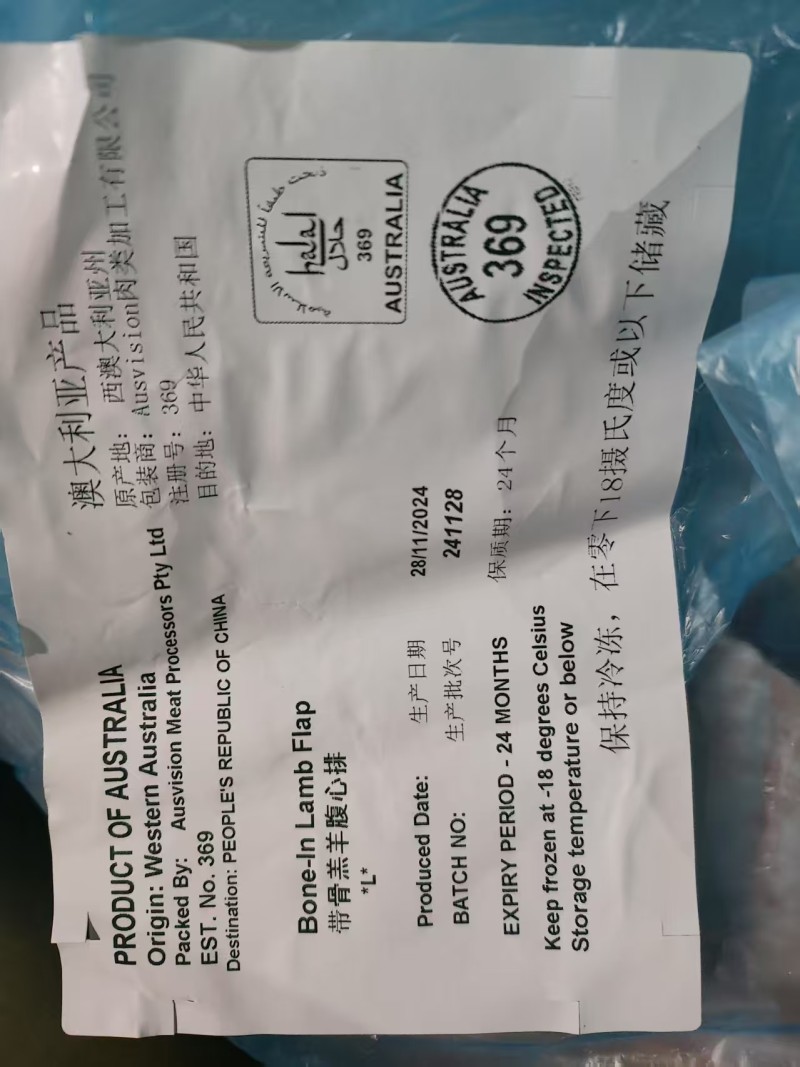 PRODUCT OF AUSTRALIA
澳大利亚产品
Origin: Western Australia
原产地: 西澳大利亚州
Packed By: Ausvision Meat Processors Pty Ltd
包装商: Ausvision肉类加工有限公司
EST. No. 369
注册号: 369
Destination: PEOPLE'S REPUBLIC OF CHINA
目的地: 中华人民共和国
halal
حلال
369
AUSTRALIA
Bone-In Lamb Flap
带骨羔羊腹心排
*L*
AUSTRALIA
369
INSPECTED
Produced Date: 生产日期 28/11/2024
BATCH NO: 生产批次号 241128
EXPIRY PERIOD - 24 MONTHS 保质期: 24个月
Keep frozen at -18 degrees Celsius
Storage temperature or below
保持冷冻，在零下18摄氏度或以下储藏